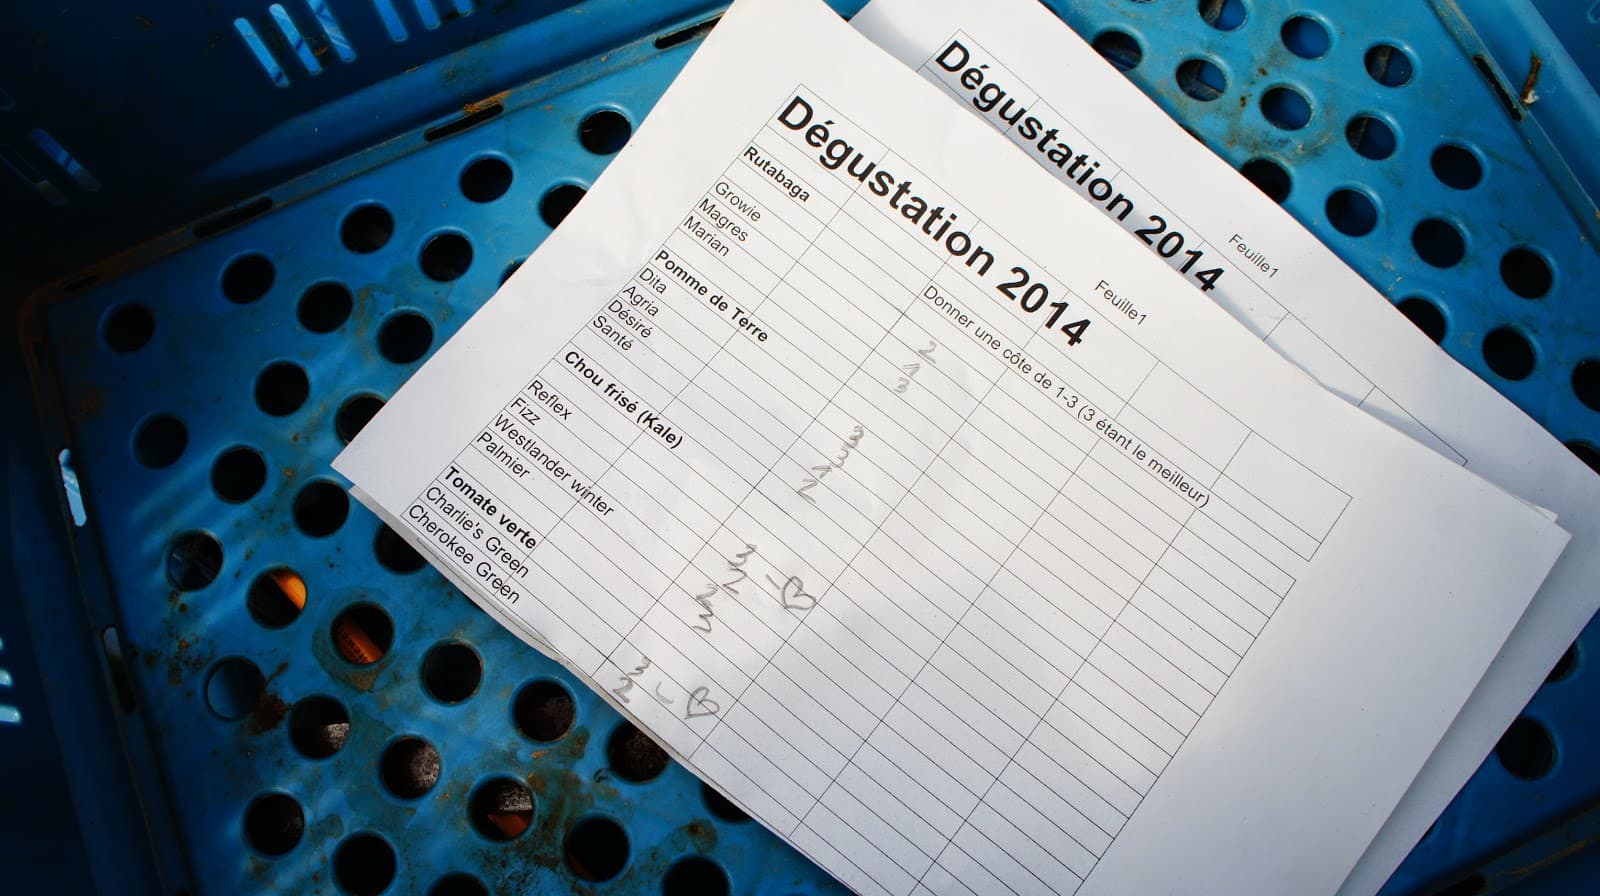 Dégustation 2014
Feuille1
Dégustation 2014
Feuille1
Donner une côte de 1-3 (3 étant le meilleur)
Rutabaga
Growie 2
Magres 1
Marian 3
Pomme de Terre
Dita 3
Agria 3
Désiré 1
Santé 2
Chou frisé (Kale)
Reflex 3
Fizz 2 - ♡
Westlander winter 2
Palmier 3
Tomate verte
Charlie's Green 3
Cherokee Green 2 - ♡